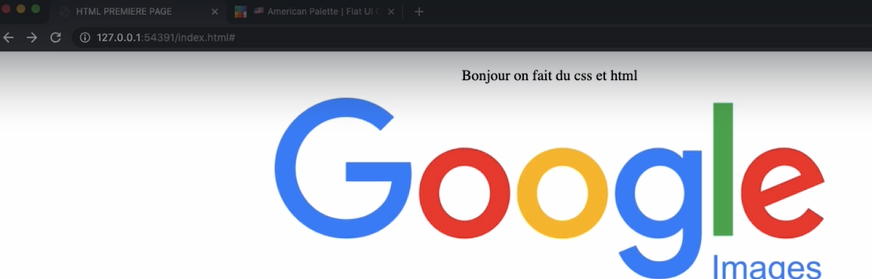 HTML PREMIERE PAGE
American Palette | Flat UI
127.0.0.1:54391/index.html#
Bonjour on fait du css et html
Google
Images